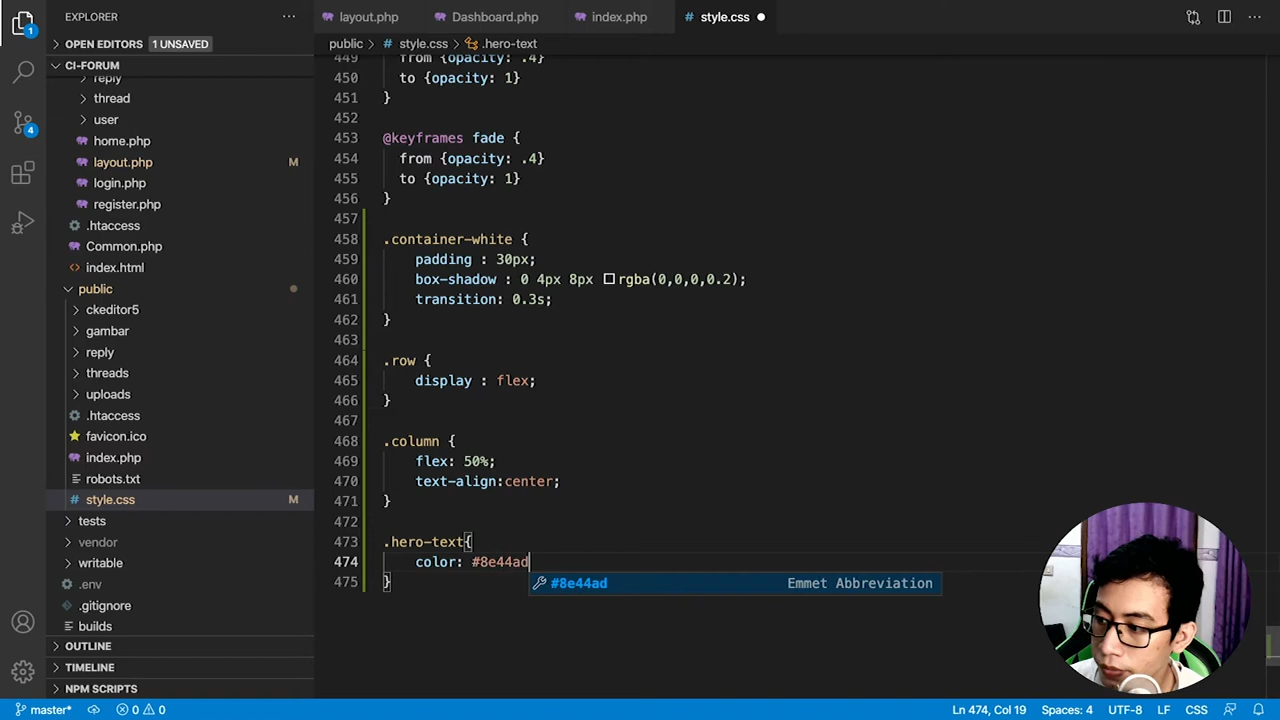 EXPLORER
OPEN EDITORS 1 UNSAVED
CI-FORUM
reply
thread
user
home.php
layout.php M
login.php
register.php
.htaccess
Common.php
index.html
public
ckeditor5
gambar
reply
threads
uploads
.htaccess
favicon.ico
index.php
robots.txt
style.css M
tests
vendor
writable
.env
.gitignore
builds
OUTLINE
TIMELINE
NPM SCRIPTS
1
4
layout.php Dashboard.php index.php style.css
public > style.css > .hero-text
449 from {opacity: .4}
450 to {opacity: 1}
451 }
452
453 @keyframes fade {
454 from {opacity: .4}
455 to {opacity: 1}
456 }
457
458 .container-white {
459 padding : 30px;
460 box-shadow : 0 4px 8px rgba(0,0,0,0.2);
461 transition: 0.3s;
462 }
463
464 .row {
465 display : flex;
466 }
467
468 .column {
469 flex: 50%;
470 text-align:center;
471 }
472
473 .hero-text{
474 color: #8e44ad
475 }
#8e44ad Emmet Abbreviation
master* 0 0 Ln 474, Col 19 Spaces: 4 UTF-8 LF CSS